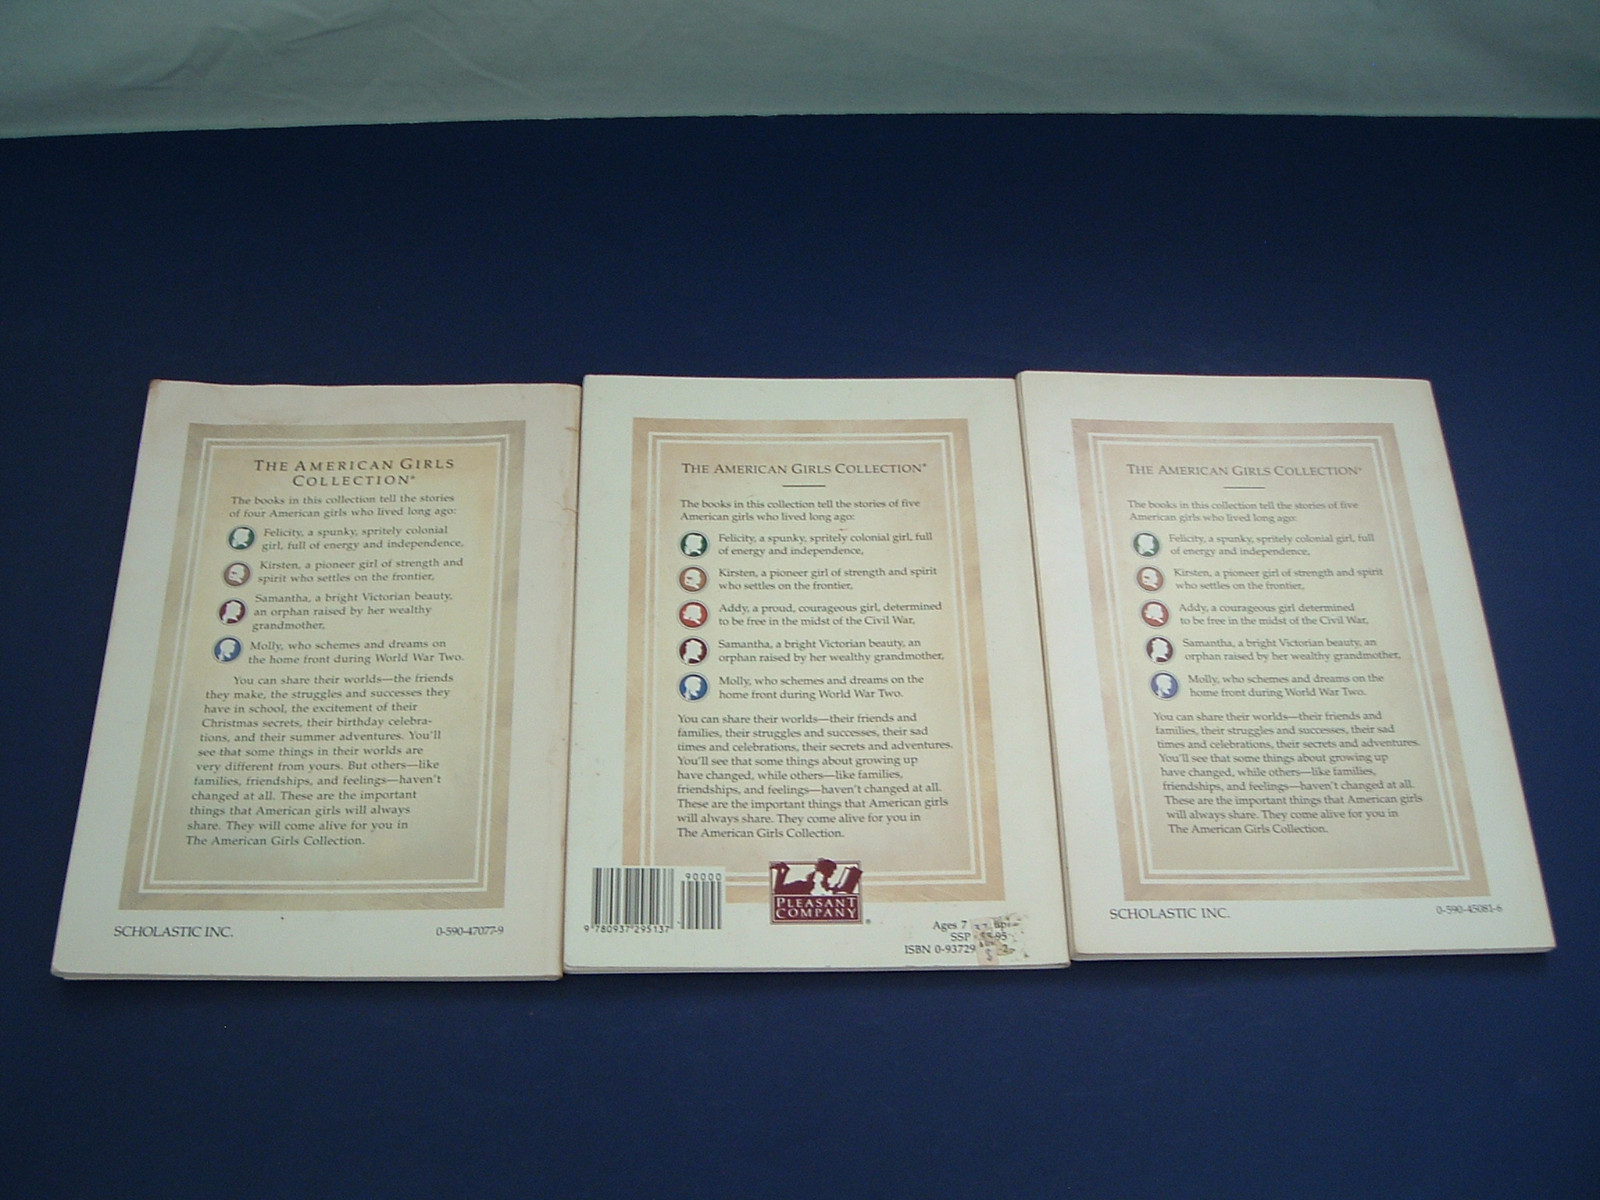 THE AMERICAN GIRLS
COLLECTION®
The books in this collection tell the stories
of four American girls who lived long ago:
Felicity, a spunky, spritely colonial
girl, full of energy and independence,
Kirsten, a pioneer girl of strength and
spirit who settles on the frontier,
Samantha, a bright Victorian beauty,
an orphan raised by her wealthy
grandmother,
Molly, who schemes and dreams on
the home front during World War Two.
You can share their worlds—the friends
they make, the struggles and successes they
have in school, the excitement of their
Christmas secrets, their birthday celebra-
tions, and their summer adventures. You'll
see that some things in their worlds are
very different from yours. But others—like
families, friendships, and feelings—haven't
changed at all. These are the important
things that American girls will always
share. They will come alive for you in
The American Girls Collection.
SCHOLASTIC INC.
0-590-47077-9
THE AMERICAN GIRLS COLLECTION®
The books in this collection tell the stories of five
American girls who lived long ago:
Felicity, a spunky, spritely colonial girl, full
of energy and independence,
Kirsten, a pioneer girl of strength and spirit
who settles on the frontier,
Addy, a proud, courageous girl, determined
to be free in the midst of the Civil War,
Samantha, a bright Victorian beauty, an
orphan raised by her wealthy grandmother,
Molly, who schemes and dreams on the
home front during World War Two.
You can share their worlds—their friends and
families, their struggles and successes, their sad
times and celebrations, their secrets and adventures.
You'll see that some things about growing up
have changed, while others—like families,
friendships, and feelings—haven't changed at all.
These are the important things that American girls
will always share. They come alive for you in
The American Girls Collection.
90000
9 780937 295137
PLEASANT
COMPANY®
Ages 7
SSP
ISBN 0-93729
THE AMERICAN GIRLS COLLECTION®
The books in this collection tell the stories of five
American girls who lived long ago:
Felicity, a spunky, spritely colonial girl, full
of energy and independence,
Kirsten, a pioneer girl of strength and spirit
who settles on the frontier,
Addy, a courageous girl determined
to be free in the midst of the Civil War,
Samantha, a bright Victorian beauty, an
orphan raised by her wealthy grandmother,
Molly, who schemes and dreams on the
home front during World War Two.
You can share their worlds—their friends and
families, their struggles and successes, their sad
times and celebrations, their secrets and adventures.
You'll see that some things about growing up
have changed, while others—like families,
friendships, and feelings—haven't changed at all.
These are the important things that American girls
will always share. They come alive for you in
The American Girls Collection.
SCHOLASTIC INC.
0-590-45081-6